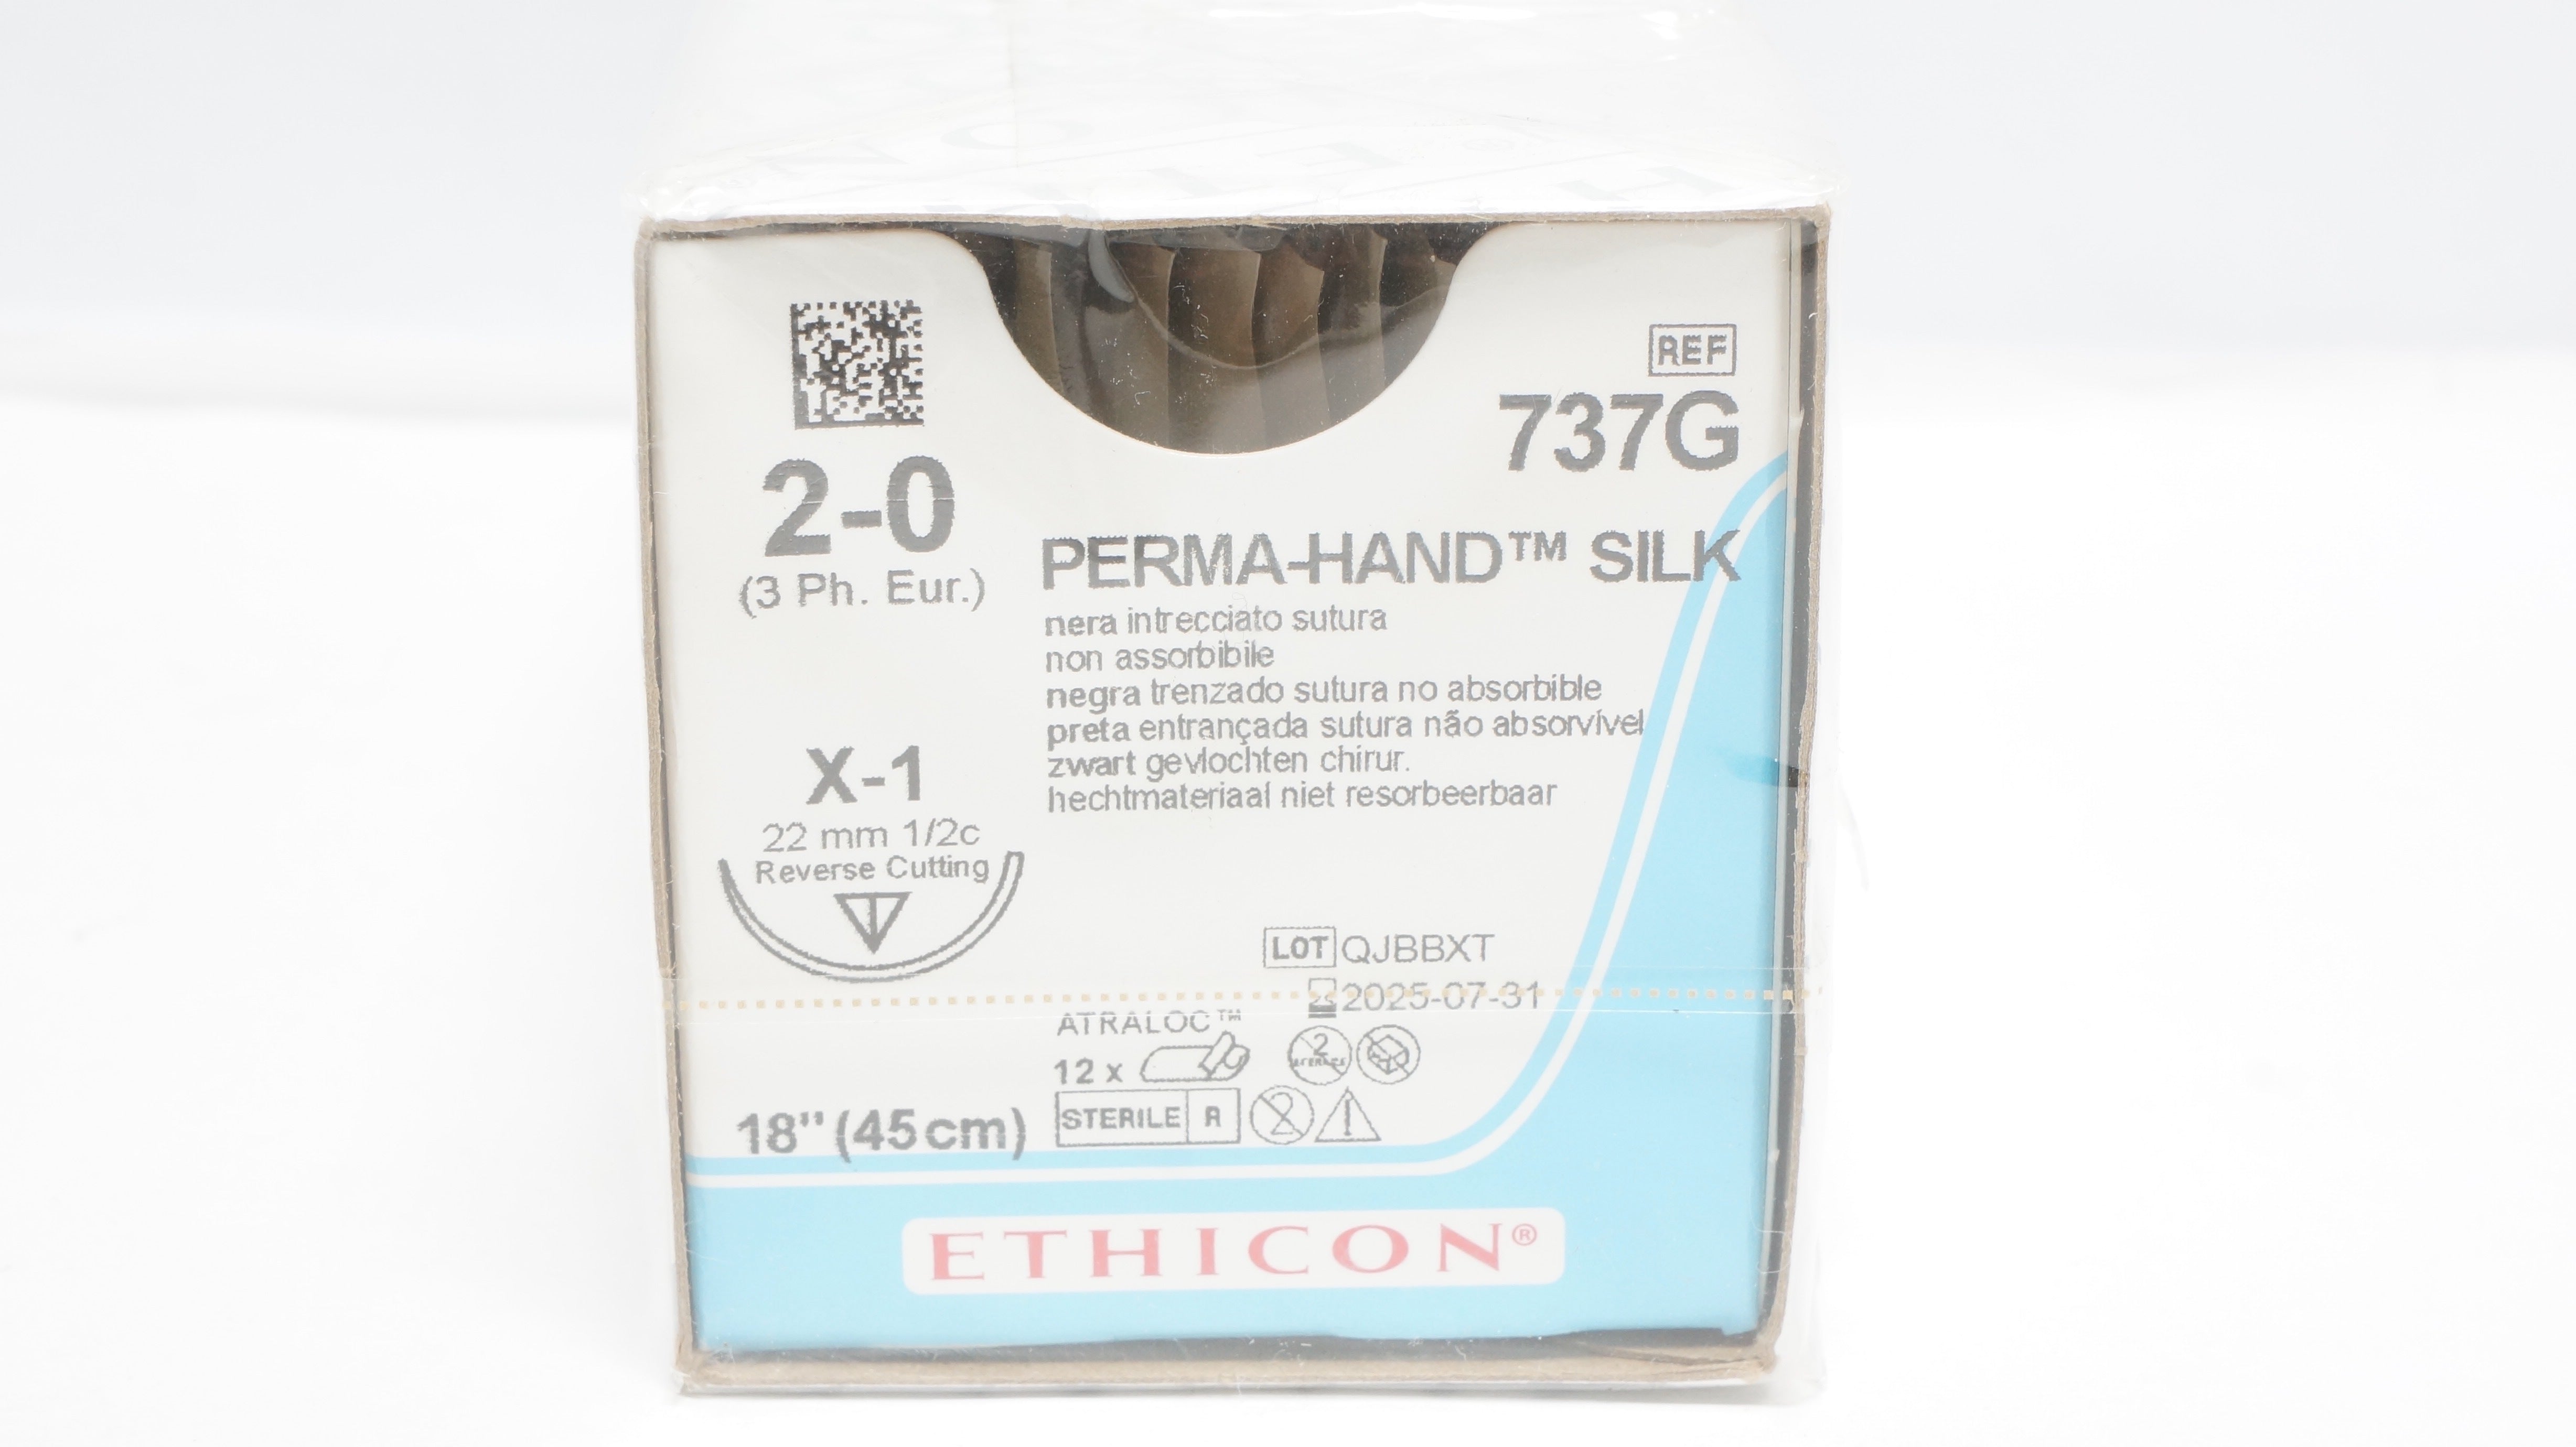 REF
737G
2-0
(3 Ph. Eur.)
PERMA-HAND™ SILK
nera intrecciato sutura
non assorbibile
negra trenzado sutura no absorbible
preta entrançada sutura não absorvível
zwart gevlochten chirur.
hechtmateriaal niet resorbeerbaar
X-1
22 mm 1/2c
Reverse Cutting
LOT QJBBXT
2025-07-31
ATRALOC™
12 x
2
STERILE R
2
18" (45cm)
ETHICON®